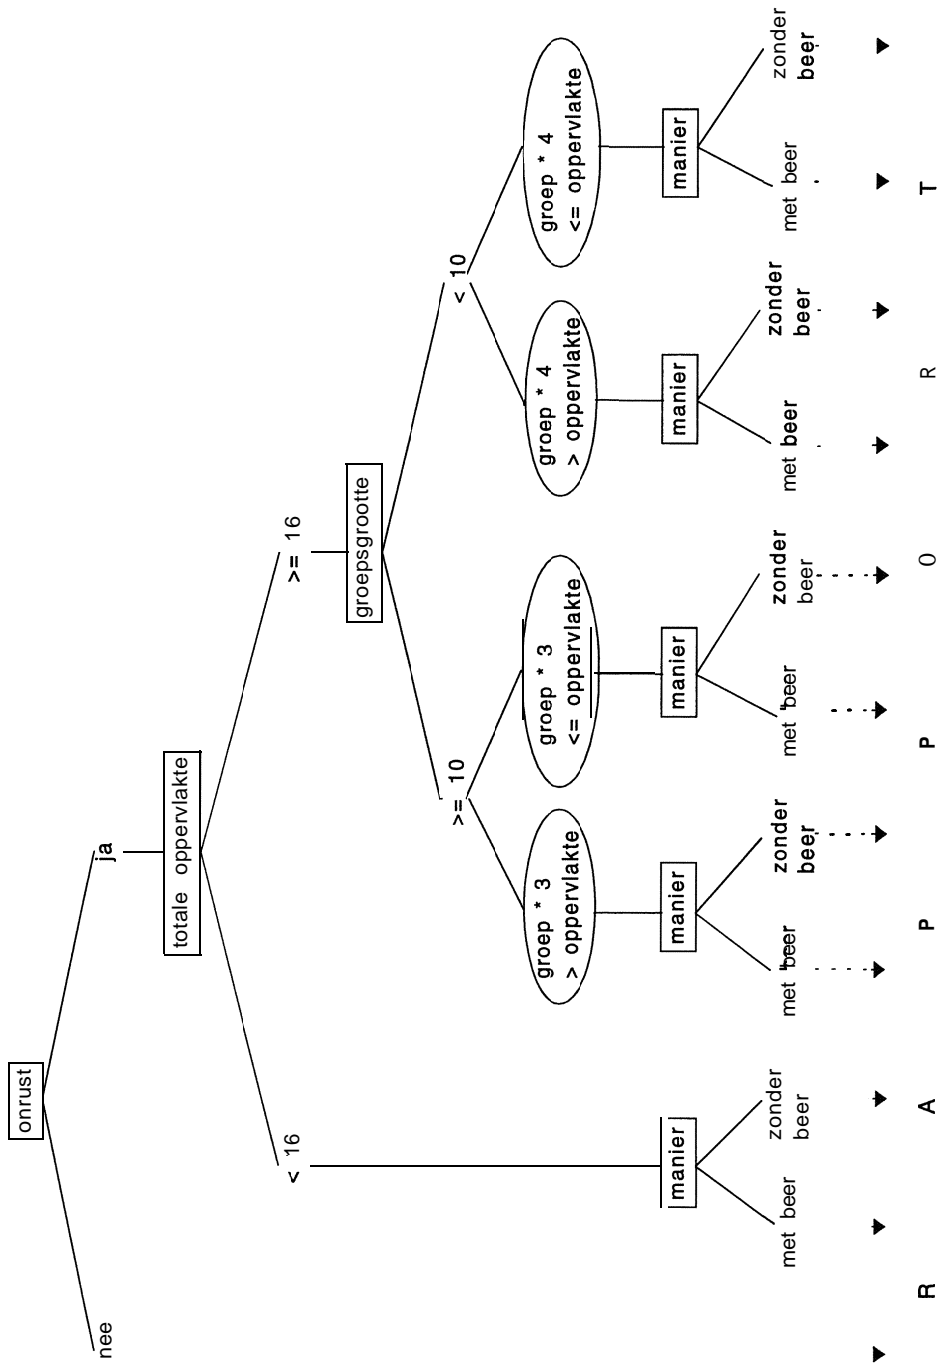 onrust
nee
ja
totale oppervlakte
< 16
>= 16
groepsgrootte
>= 10
< 10
groep * 3
> oppervlakte
groep * 3
<= oppervlakte
groep * 4
> oppervlakte
groep * 4
<= oppervlakte
manier
manier
manier
manier
manier
met beer
zonder
beer
met beer
zonder
beer
met beer
zonder
beer
met beer
zonder
beer
met beer
zonder
beer
R A P P O R T